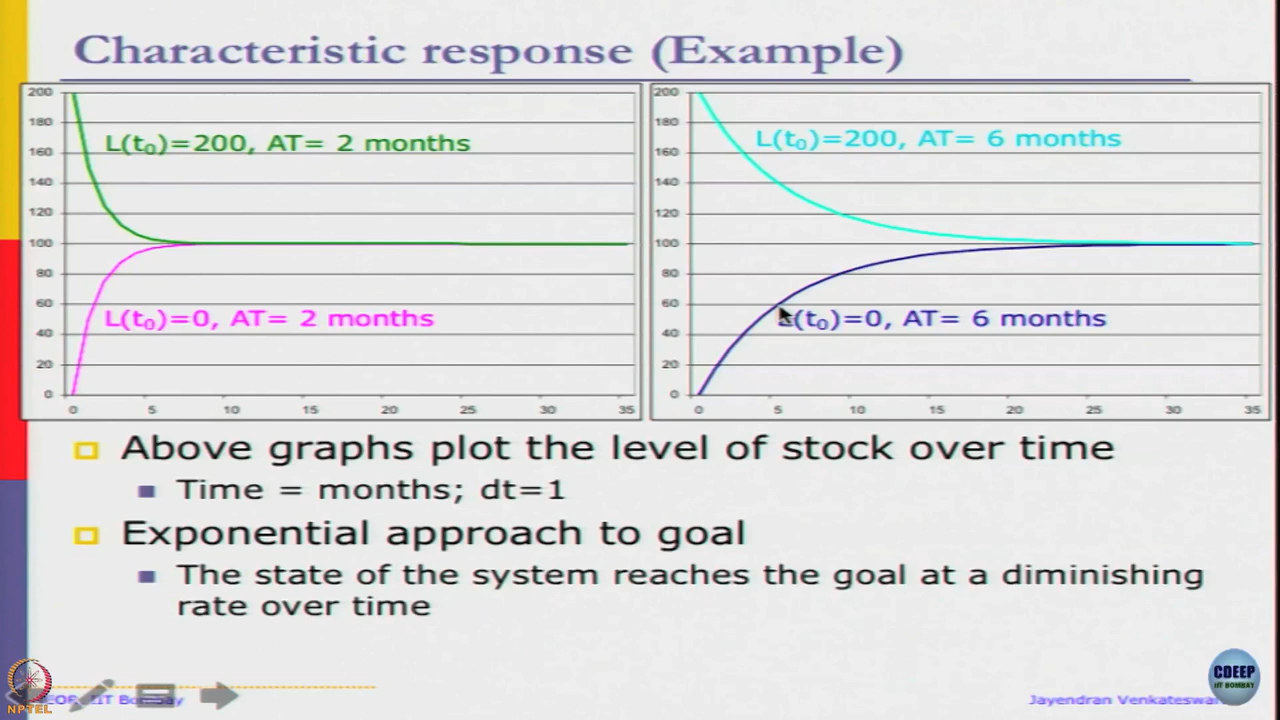 Characteristic response (Example)
200
180
160
140
120
100
80
60
40
20
0
0 5 10 15 20 25 30 35
L(t₀)=200, AT= 2 months
L(t₀)=0, AT= 2 months
200
180
160
140
120
100
80
60
40
20
0
0 5 10 15 20 25 30 35
L(t₀)=200, AT= 6 months
(t₀)=0, AT= 6 months
Above graphs plot the level of stock over time
Time = months; dt=1
Exponential approach to goal
The state of the system reaches the goal at a diminishing
rate over time
NPTEL
IIT Bombay
Jayendran
CDEEP
IIT BOMBAY